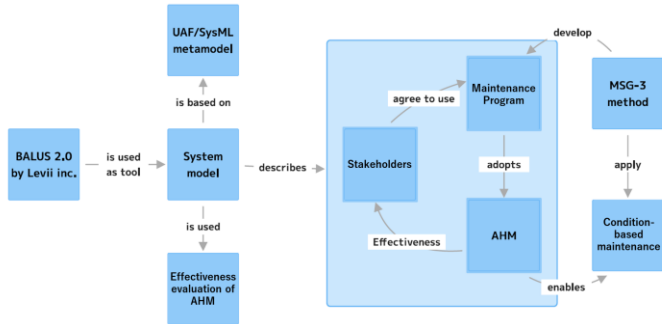 UAF/SysML
metamodel
is based on
BALUS 2.0
by Levii inc.
is used
as tool
System
model
describes
is used
Effectiveness
evaluation of
AHM
Stakeholders
agree to use
Maintenance
Program
adopts
AHM
Effectiveness
develop
MSG-3
method
apply
Condition-
based
maintenance
enables